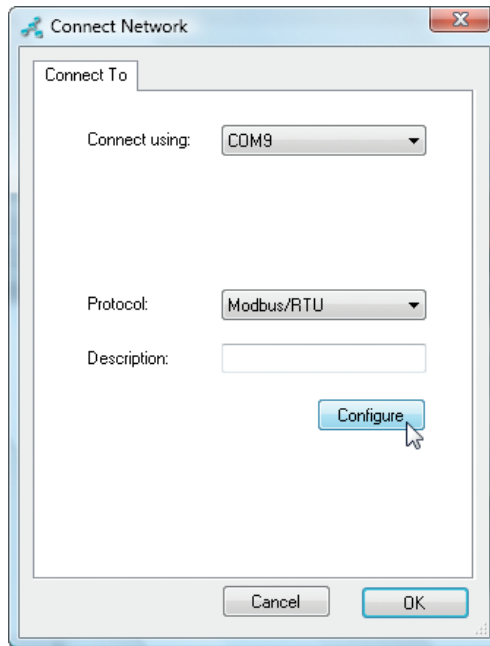 Connect Network
Connect To
Connect using: COM9
Protocol: Modbus/RTU
Description:
Configure
Cancel OK